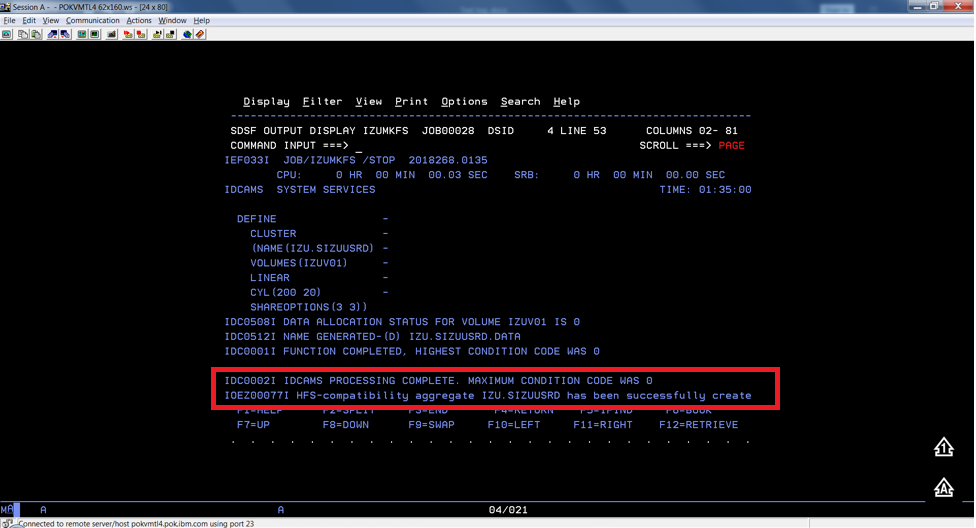 Session A - - POKVMTL4 62x160.ws - [24 x 80]
File Edit View Communication Actions Window Help
Display Filter View Print Options Search Help
-------------------------------------------------------------------------------
SDSF OUTPUT DISPLAY IZUMKFS JOB00028 DSID 4 LINE 53 COLUMNS 02- 81
COMMAND INPUT ===> _ SCROLL ===> PAGE
IEF033I JOB/IZUMKFS /STOP 2018268.0135
CPU: 0 HR 00 MIN 00.03 SEC SRB: 0 HR 00 MIN 00.00 SEC
IDCAMS SYSTEM SERVICES TIME: 01:35:00
DEFINE -
CLUSTER -
(NAME(IZU.SIZUUSRD) -
VOLUMES(IZUV01) -
LINEAR -
CYL(200 20) -
SHAREOPTIONS(3 3))
IDC0508I DATA ALLOCATION STATUS FOR VOLUME IZUV01 IS 0
IDC0512I NAME GENERATED-(D) IZU.SIZUUSRD.DATA
IDC0001I FUNCTION COMPLETED, HIGHEST CONDITION CODE WAS 0
IDC0002I IDCAMS PROCESSING COMPLETE. MAXIMUM CONDITION CODE WAS 0
IOEZ00077I HFS-compatibility aggregate IZU.SIZUUSRD has been successfully create
F1=HELP F2=SPLIT F3=END F4=RETURN F5=IFIND F6=BOOK
F7=UP F8=DOWN F9=SWAP F10=LEFT F11=RIGHT F12=RETRIEVE
1
A
MA A A 04/021
Connected to remote server/host pokvmtl4.pok.ibm.com using port 23